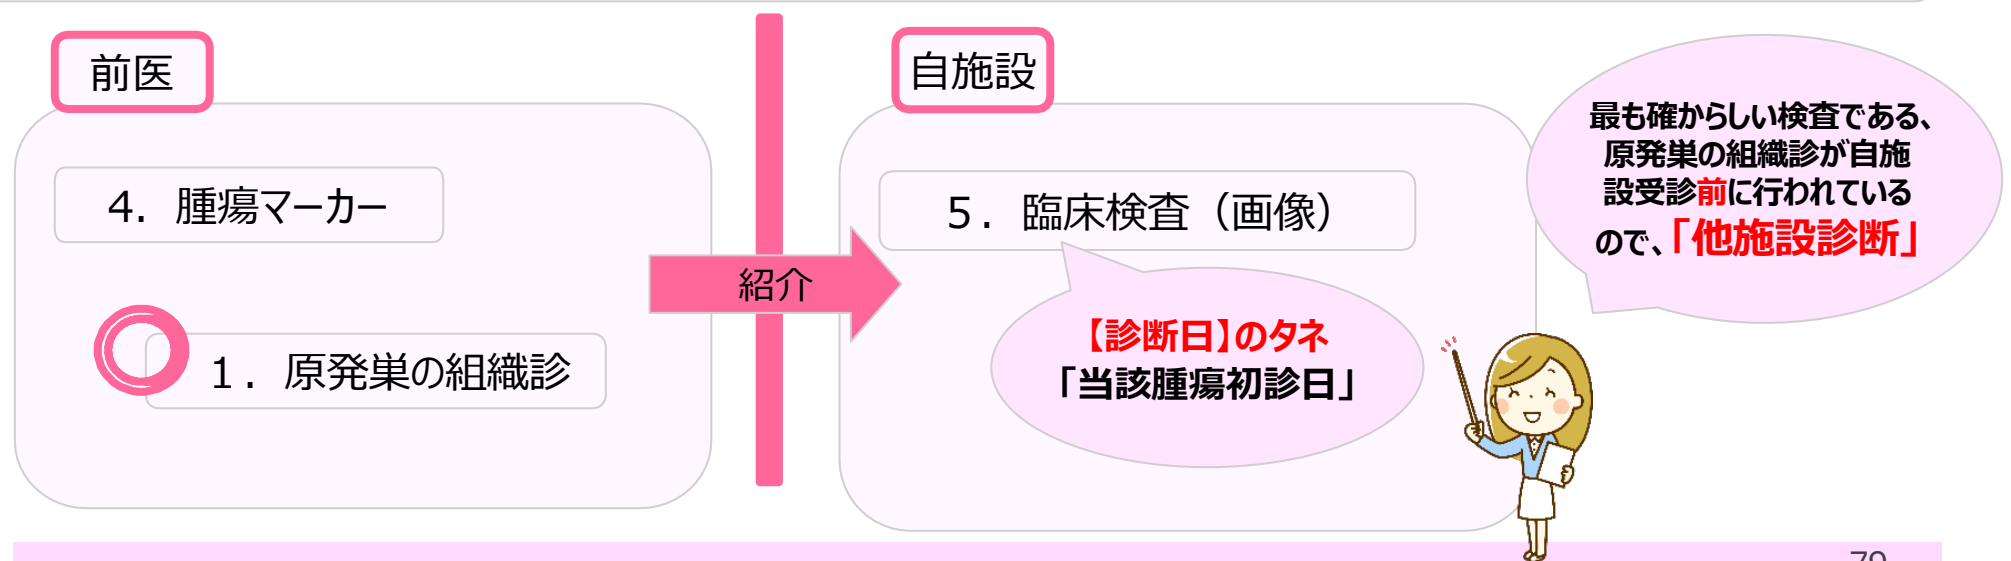 前医
4. 腫瘍マーカー
1. 原発巣の組織診
紹介
自施設
5. 臨床検査（画像）
【診断日】のタネ
「当該腫瘍初診日」
最も確からしい検査である、
原発巣の組織診が自施
設受診前に行われている
ので、「他施設診断」